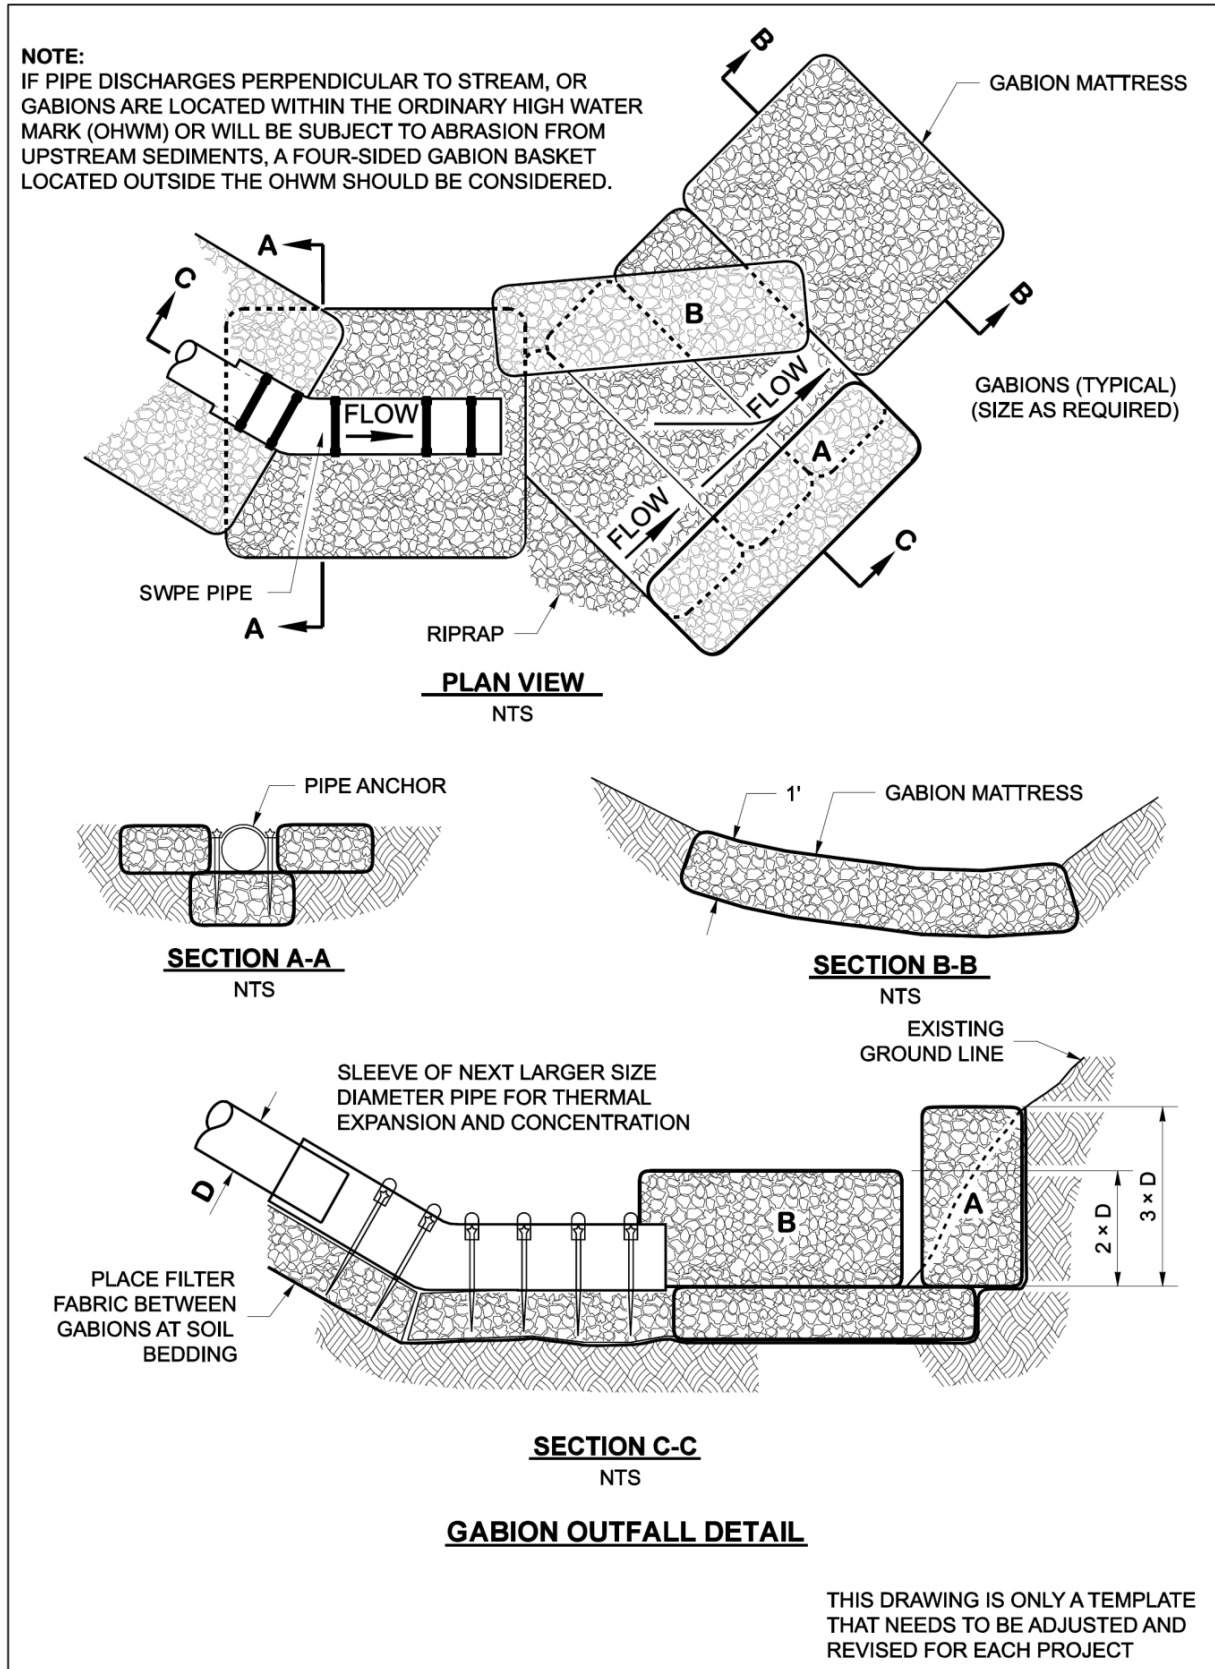 NOTE:
IF PIPE DISCHARGES PERPENDICULAR TO STREAM, OR
GABIONS ARE LOCATED WITHIN THE ORDINARY HIGH WATER
MARK (OHWM) OR WILL BE SUBJECT TO ABRASION FROM
UPSTREAM SEDIMENTS, A FOUR-SIDED GABION BASKET
LOCATED OUTSIDE THE OHWM SHOULD BE CONSIDERED.
B
GABION MATTRESS
A
C
B
B
GABIONS (TYPICAL)
(SIZE AS REQUIRED)
FLOW
FLOW
A
FLOW
C
SWPE PIPE
A
RIPRAP
PLAN VIEW
NTS
PIPE ANCHOR
SECTION A-A
NTS
1'
GABION MATTRESS
SECTION B-B
NTS
EXISTING
GROUND LINE
SLEEVE OF NEXT LARGER SIZE
DIAMETER PIPE FOR THERMAL
EXPANSION AND CONCENTRATION
D
B
A
2 × D
3 × D
PLACE FILTER
FABRIC BETWEEN
GABIONS AT SOIL
BEDDING
SECTION C-C
NTS
GABION OUTFALL DETAIL
THIS DRAWING IS ONLY A TEMPLATE
THAT NEEDS TO BE ADJUSTED AND
REVISED FOR EACH PROJECT